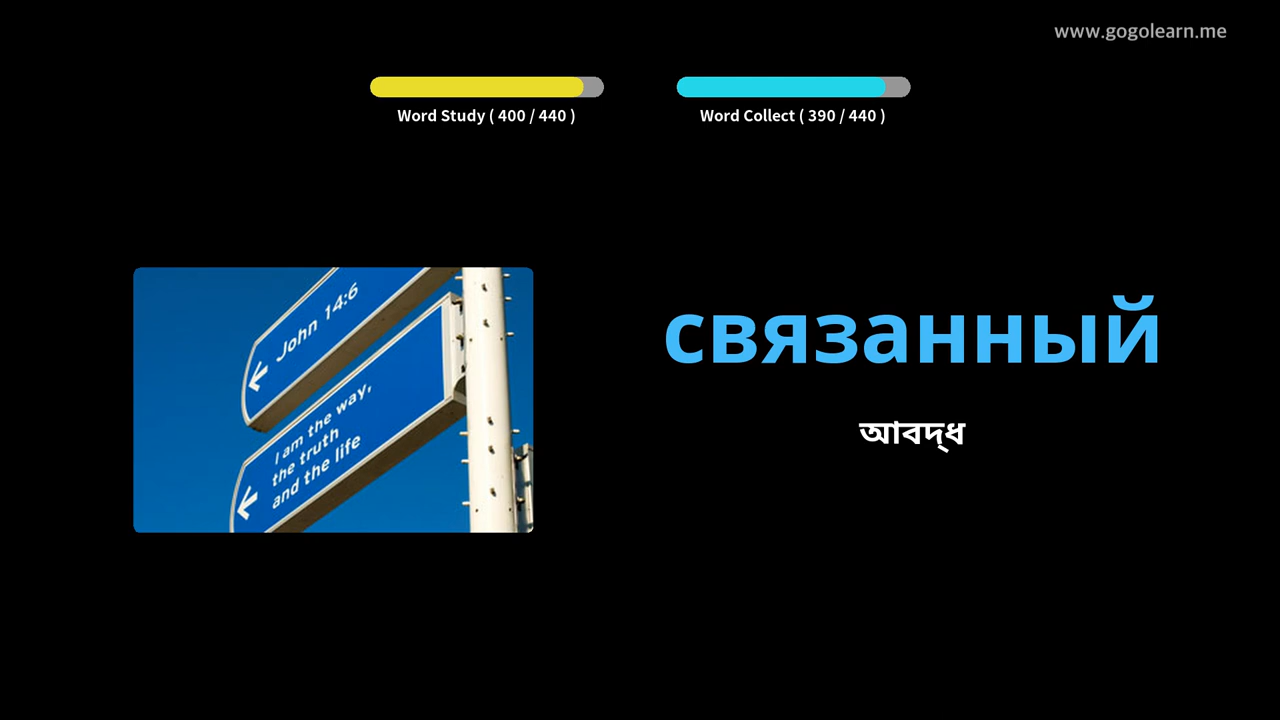 www.gogolearn.me
Word Study ( 400 / 440 )
Word Collect ( 390 / 440 )
John 14:6
I am the way,
the truth
and the life
связанный
আবদ্ধ